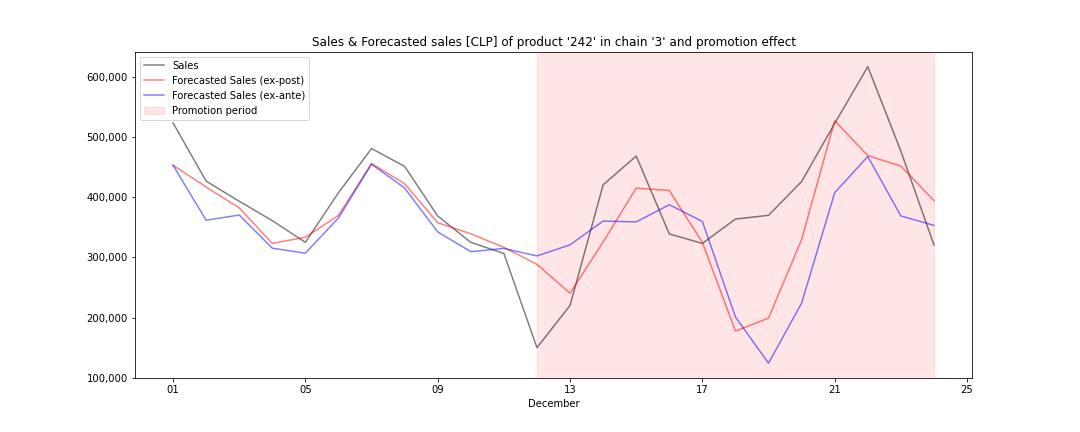 Sales & Forecasted sales [CLP] of product '242' in chain '3' and promotion effect
Sales
Forecasted Sales (ex-post)
Forecasted Sales (ex-ante)
Promotion period
600,000
500,000
400,000
300,000
200,000
100,000
01 05 09 13 17 21 25
December